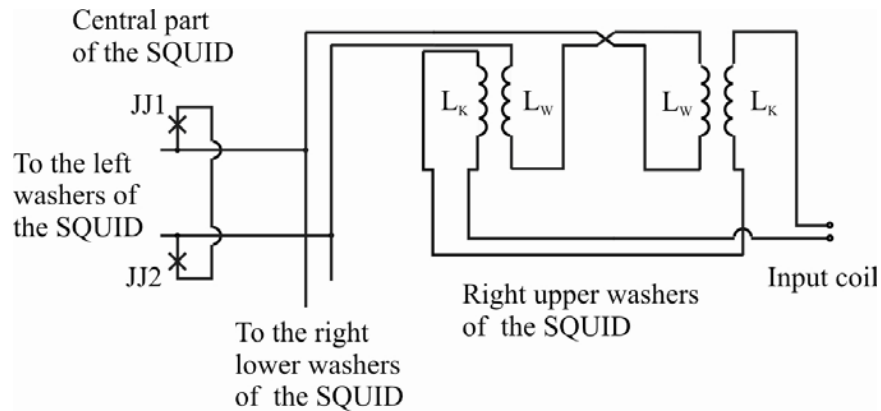 Central part
of the SQUID
JJ1
L_K
L_W
L_W
L_K
To the left
washers of
the SQUID
JJ2
Input coil
Right upper washers
of the SQUID
To the right
lower washers
of the SQUID